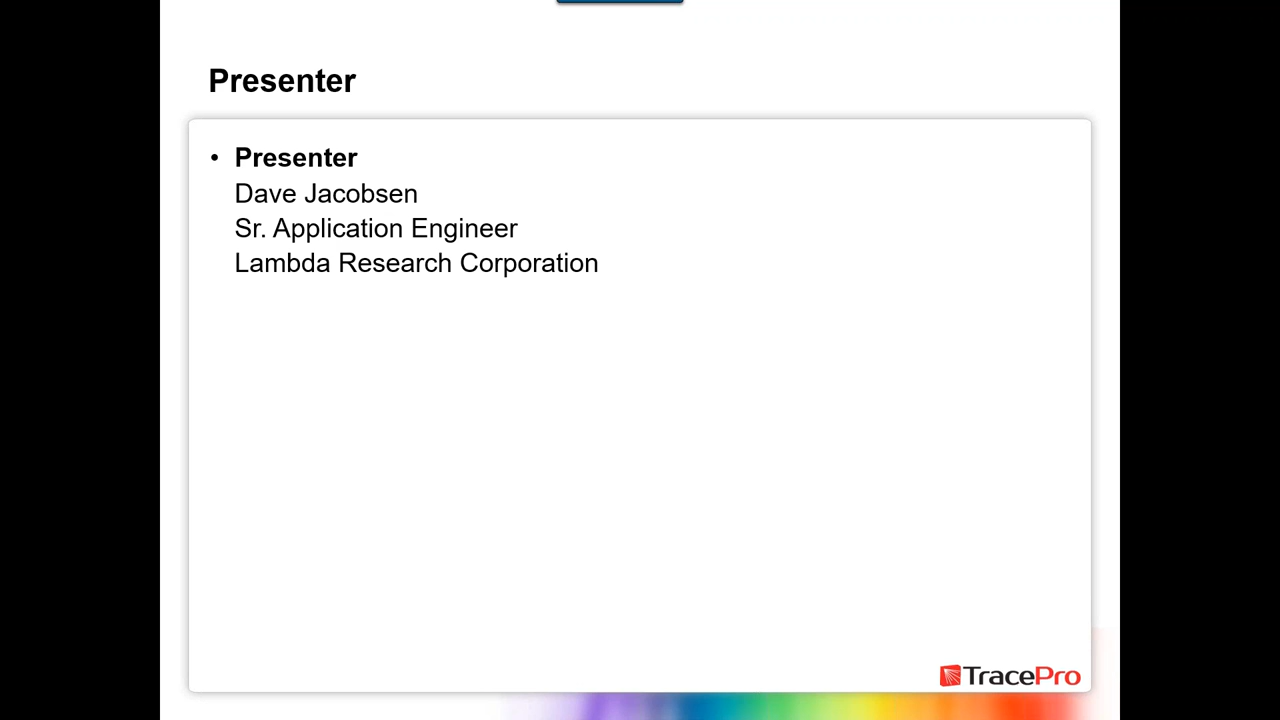 Presenter
• Presenter
Dave Jacobsen
Sr. Application Engineer
Lambda Research Corporation
TracePro